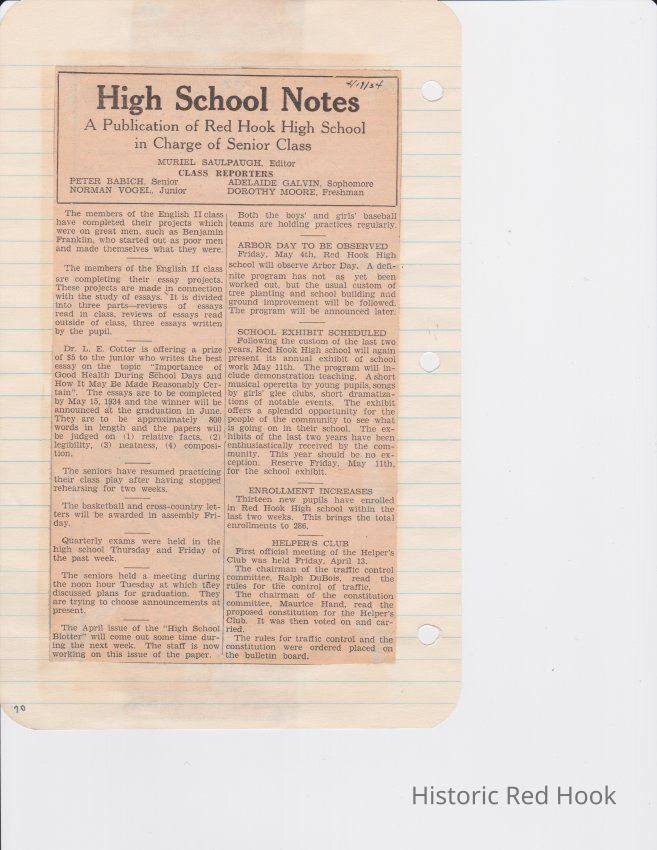 4/19/34
High School Notes
A Publication of Red Hook High School
in Charge of Senior Class
MURIEL SAULPAUGH, Editor
CLASS REPORTERS
PETER BABICH, Senior ADELAIDE GALVIN, Sophomore
NORMAN VOGEL, Junior DOROTHY MOORE, Freshman
The members of the English II class
have completed their projects which
were on great men, such as Benjamin
Franklin, who started out as poor men
and made themselves what they were.
The members of the English II class
are completing their essay projects.
These projects are made in connection
with the study of essays. It is divided
into three parts—reviews of essays
read in class, reviews of essays read
outside of class, three essays written
by the pupil.
Dr. L. E. Cotter is offering a prize
of $5 to the junior who writes the best
essay on the topic "Importance of
Good Health During School Days and
How It May Be Made Reasonably Cer-
tain". The essays are to be completed
by May 15, 1934 and the winner will be
announced at the graduation in June.
They are to be approximately 800
words in length and the papers will
be judged on (1) relative facts, (2)
legibility, (3) neatness, (4) composi-
tion.
The seniors have resumed practicing
their class play after having stopped
rehearsing for two weeks.
The basketball and cross-country let-
ters will be awarded in assembly Fri-
day.
Quarterly exams were held in the
high school Thursday and Friday of
the past week.
The seniors held a meeting during
the noon hour Tuesday at which they
discussed plans for graduation. They
are trying to choose announcements at
present.
The April issue of the "High School
Blotter" will come out some time dur-
ing the next week. The staff is now
working on this issue of the paper.
Both the boys' and girls' baseball
teams are holding practices regularly.
ARBOR DAY TO BE OBSERVED
Friday, May 4th, Red Hook High
school will observe Arbor Day. A defi-
nite program has not as yet been
worked out, but the usual custom of
tree planting and school building and
ground improvement will be followed.
The program will be announced later.
SCHOOL EXHIBIT SCHEDULED
Following the custom of the last two
years, Red Hook High school will again
present its annual exhibit of school
work May 11th. The program will in-
clude demonstration teaching. A short
musical operetta by young pupils, songs
by girls' glee clubs, short dramatiza-
tions of notable events. The exhibit
offers a splendid opportunity for the
people of the community to see what
is going on in their school. The ex-
hibits of the last two years have been
enthusiastically received by the com-
munity. This year should be no ex-
ception. Reserve Friday, May 11th,
for the school exhibit.
ENROLLMENT INCREASES
Thirteen new pupils have enrolled
in Red Hook High school within the
last two weeks. This brings the total
enrollments to 286.
HELPER'S CLUB
First official meeting of the Helper's
Club was held Friday, April 13.
The chairman of the traffic control
committee, Ralph DuBois, read the
rules for the control of traffic.
The chairman of the constitution
committee, Maurice Hand, read the
proposed constitution for the Helper's
Club. It was then voted on and car-
ried.
The rules for traffic control and the
constitution were ordered placed on
the bulletin board.
70
Historic Red Hook